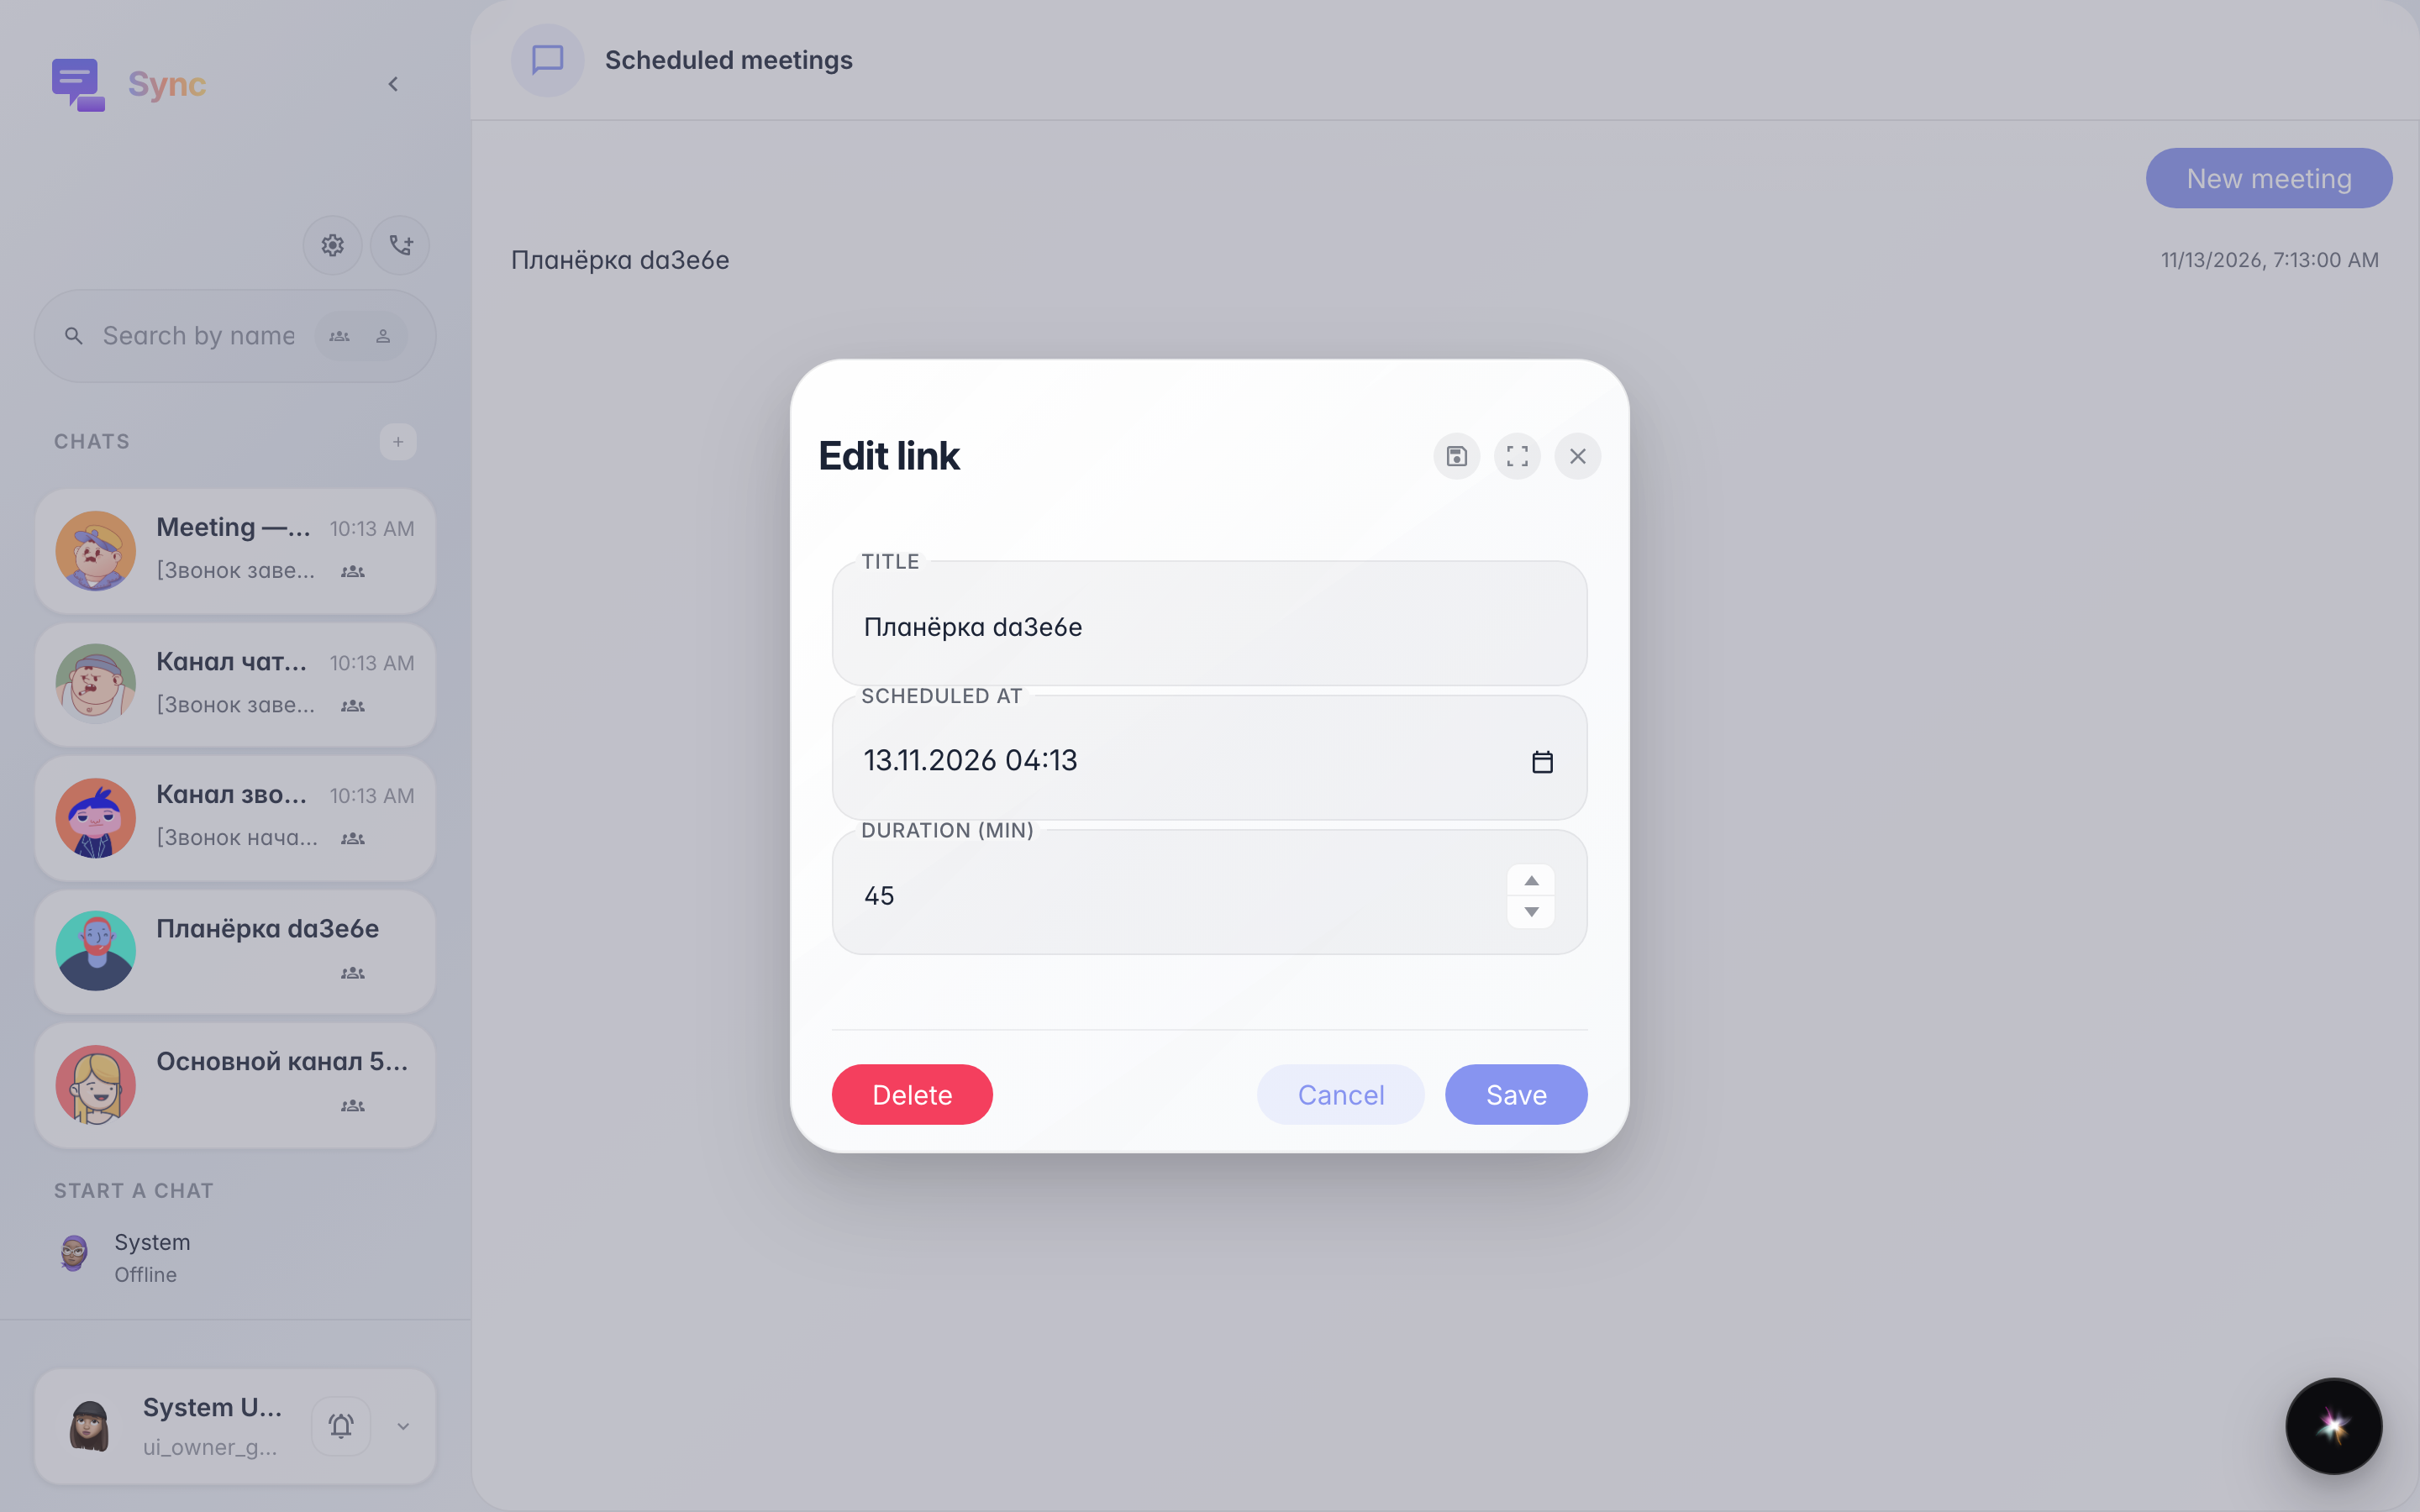 Sync
Search by name
CHATS
Meeting —...
10:13 AM
[Звонок заве...
Канал чат...
10:13 AM
[Звонок заве...
Канал зво...
10:13 AM
[Звонок нача...
Планёрка da3e6e
Основной канал 5...
START A CHAT
System
Offline
System U...
ui_owner_g...
Scheduled meetings
New meeting
Планёрка da3e6e
11/13/2026, 7:13:00 AM
Edit link
TITLE
Планёрка da3e6e
SCHEDULED AT
13.11.2026 04:13
DURATION (MIN)
45
Delete
Cancel
Save